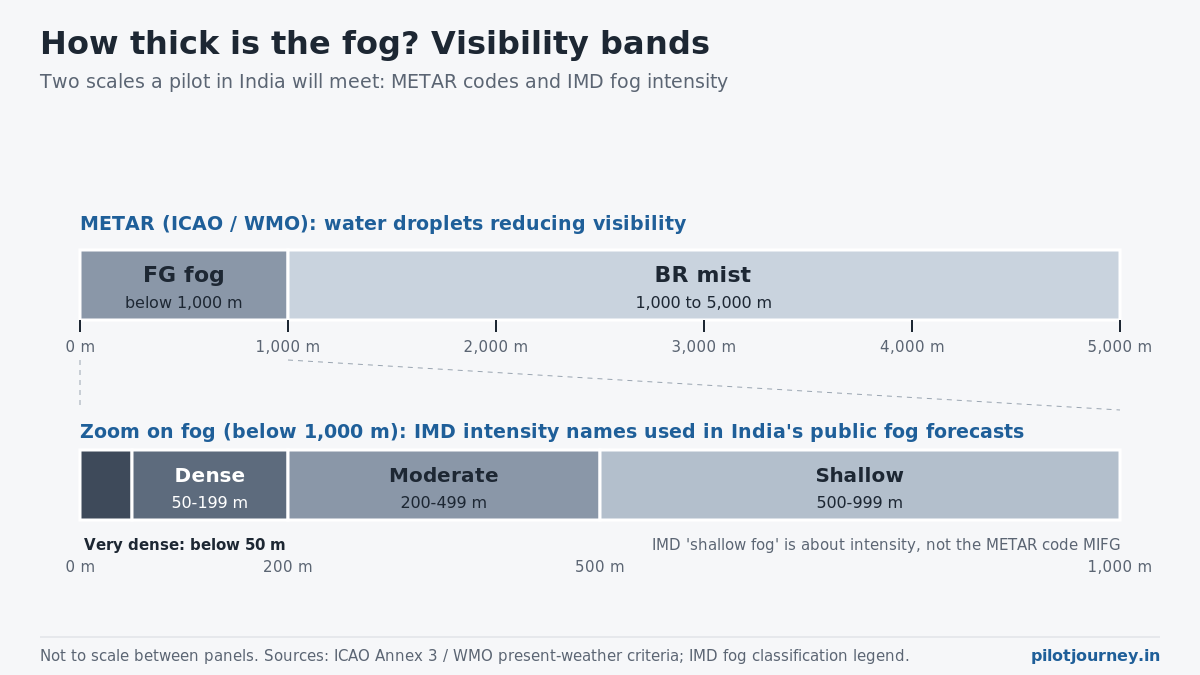 How thick is the fog? Visibility bands
Two scales a pilot in India will meet: METAR codes and IMD fog intensity
METAR (ICAO / WMO): water droplets reducing visibility
FG fog
below 1,000 m
BR mist
1,000 to 5,000 m
0 m 1,000 m 2,000 m 3,000 m 4,000 m 5,000 m
Zoom on fog (below 1,000 m): IMD intensity names used in India's public fog forecasts
Dense
50-199 m
Moderate
200-499 m
Shallow
500-999 m
Very dense: below 50 m
IMD 'shallow fog' is about intensity, not the METAR code MIFG
0 m 200 m 500 m 1,000 m
Not to scale between panels. Sources: ICAO Annex 3 / WMO present-weather criteria; IMD fog classification legend.
pilotjourney.in